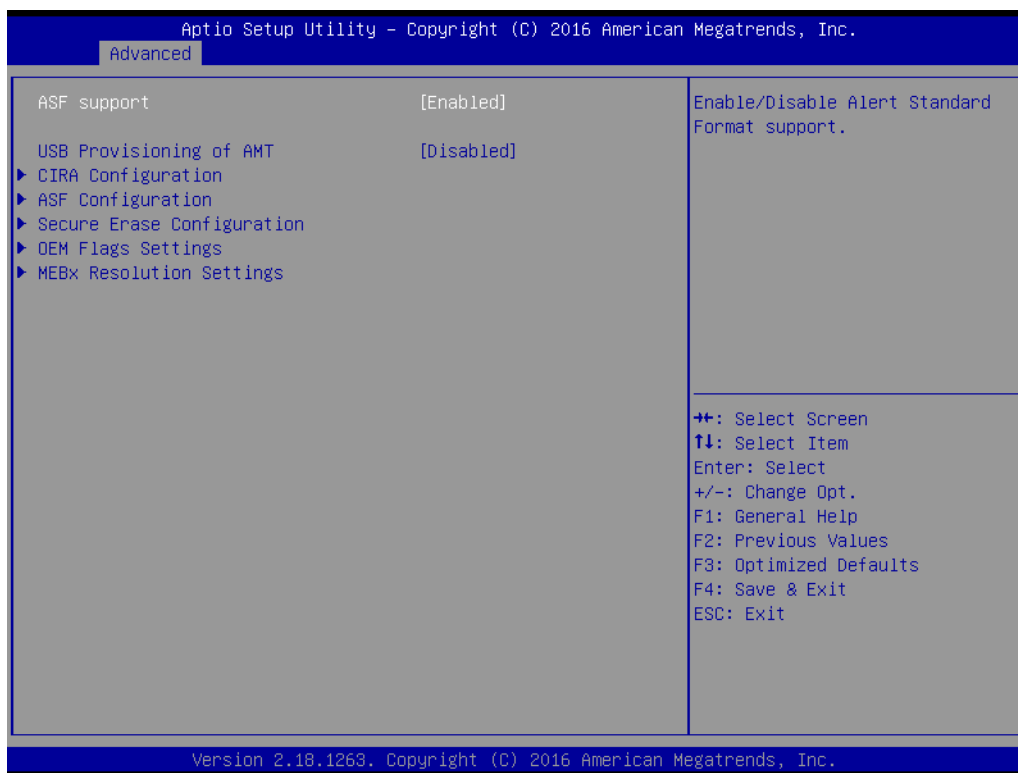 Aptio Setup Utility – Copyright (C) 2016 American Megatrends, Inc.
Advanced
ASF support [Enabled]
USB Provisioning of AMT [Disabled]
▶ CIRA Configuration
▶ ASF Configuration
▶ Secure Erase Configuration
▶ OEM Flags Settings
▶ MEBx Resolution Settings
Enable/Disable Alert Standard
Format support.
→←: Select Screen
↑↓: Select Item
Enter: Select
+/-: Change Opt.
F1: General Help
F2: Previous Values
F3: Optimized Defaults
F4: Save & Exit
ESC: Exit
Version 2.18.1263. Copyright (C) 2016 American Megatrends, Inc.